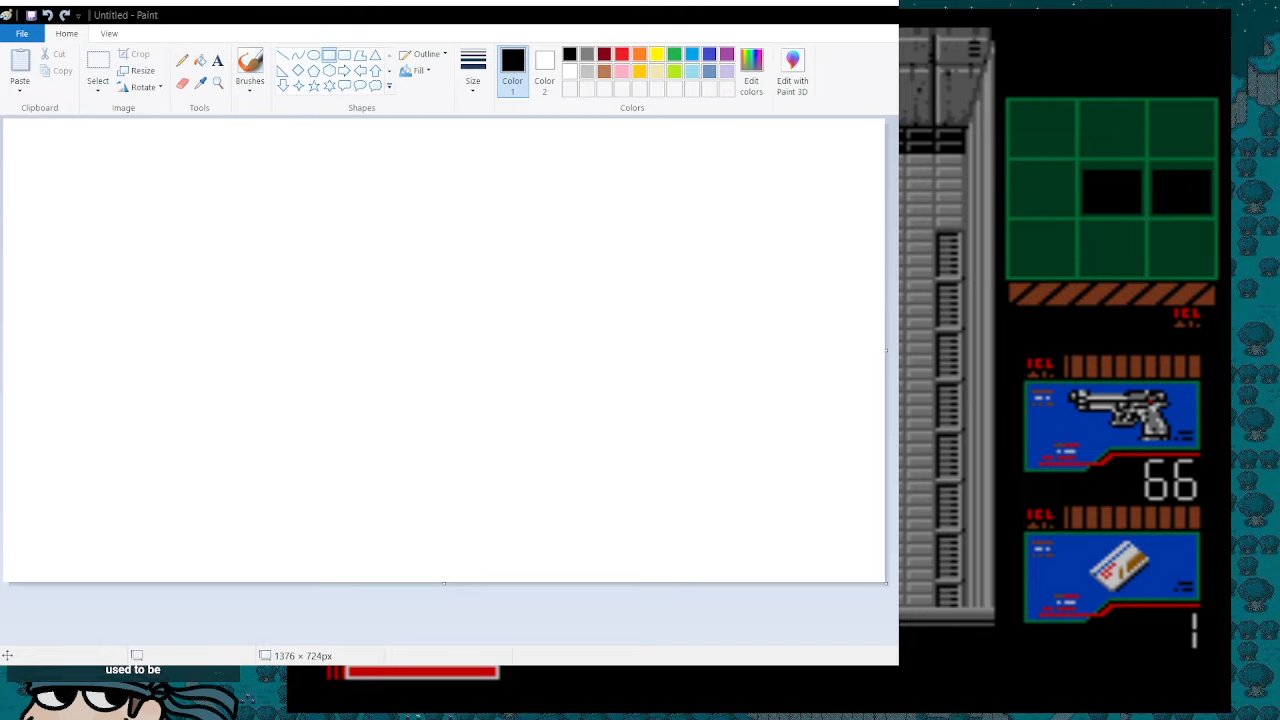 Untitled - Paint
File
Home
View
Paste
Cut
Copy
Clipboard
Select
Crop
Resize
Rotate
Image
A
Tools
Brushes
Shapes
Outline
Fill
Size
Color
1
Color
2
Edit
colors
Colors
Edit with
Paint 3D
1376 × 724px
used to be
66
1